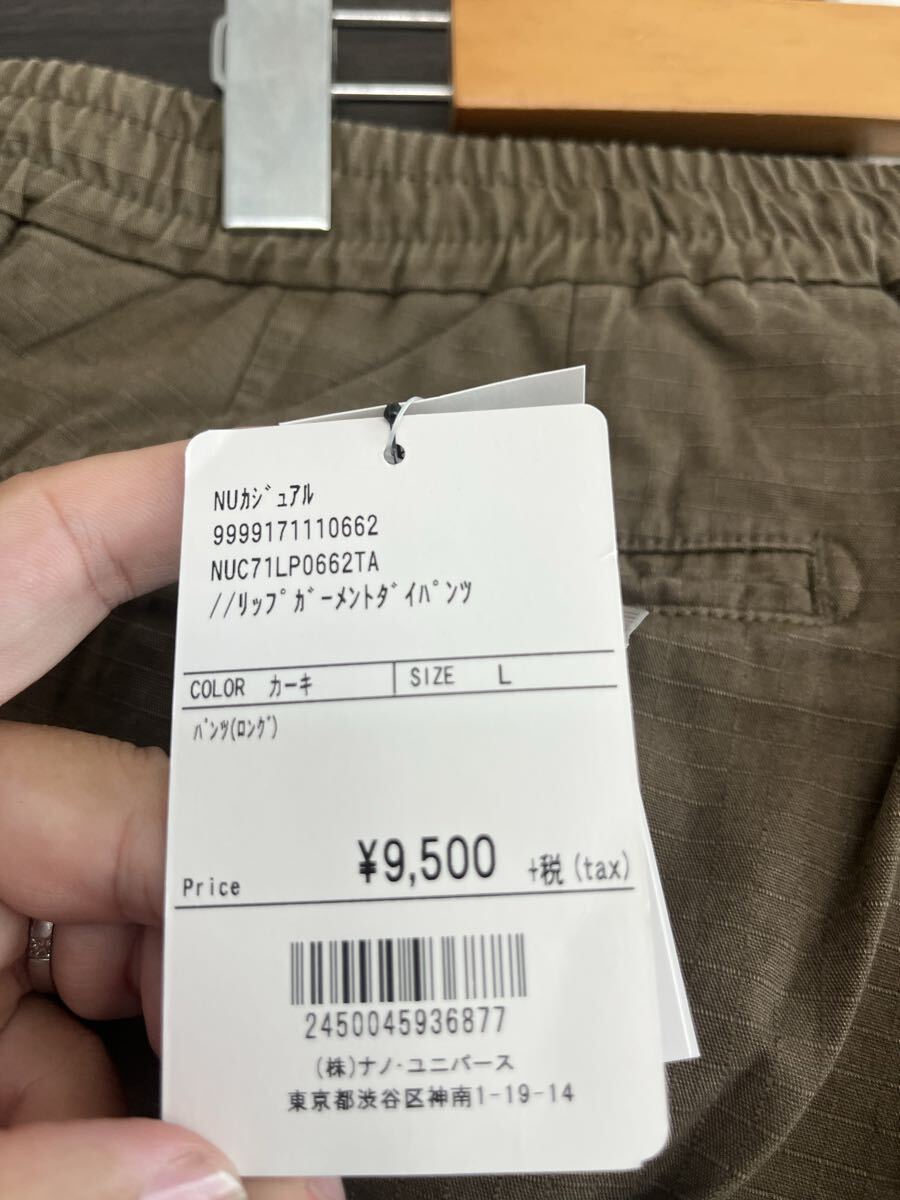 NUｶｼﾞｭｱﾙ
9999171110662
NUC71LP0662TA
//ﾘｯﾌﾟｶﾞｰﾒﾝﾄﾀﾞｲﾊﾟﾝﾂ
COLOR カーキ SIZE L
ﾊﾟﾝﾂ(ﾛﾝｸﾞ)
Price ¥9,500 +税(tax)
2450045936877
(株)ナノ・ユニバース
東京都渋谷区神南1-19-14